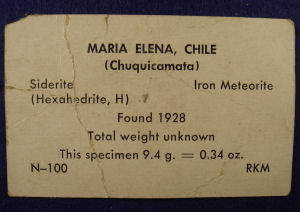 MARIA ELENA, CHILE
(Chuquicamata)
Siderite Iron Meteorite
(Hexahedrite, H)
Found 1928
Total weight unknown
This specimen 9.4 g. = 0.34 oz.
N–100 RKM